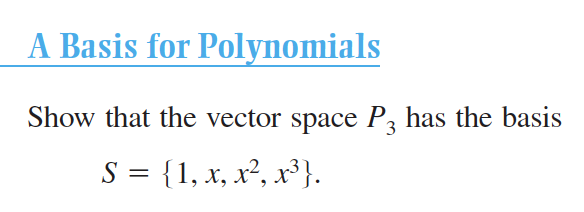 A Basis for Polynomials
Show that the vector space P₃ has the basis
S = {1, x, x², x³}.